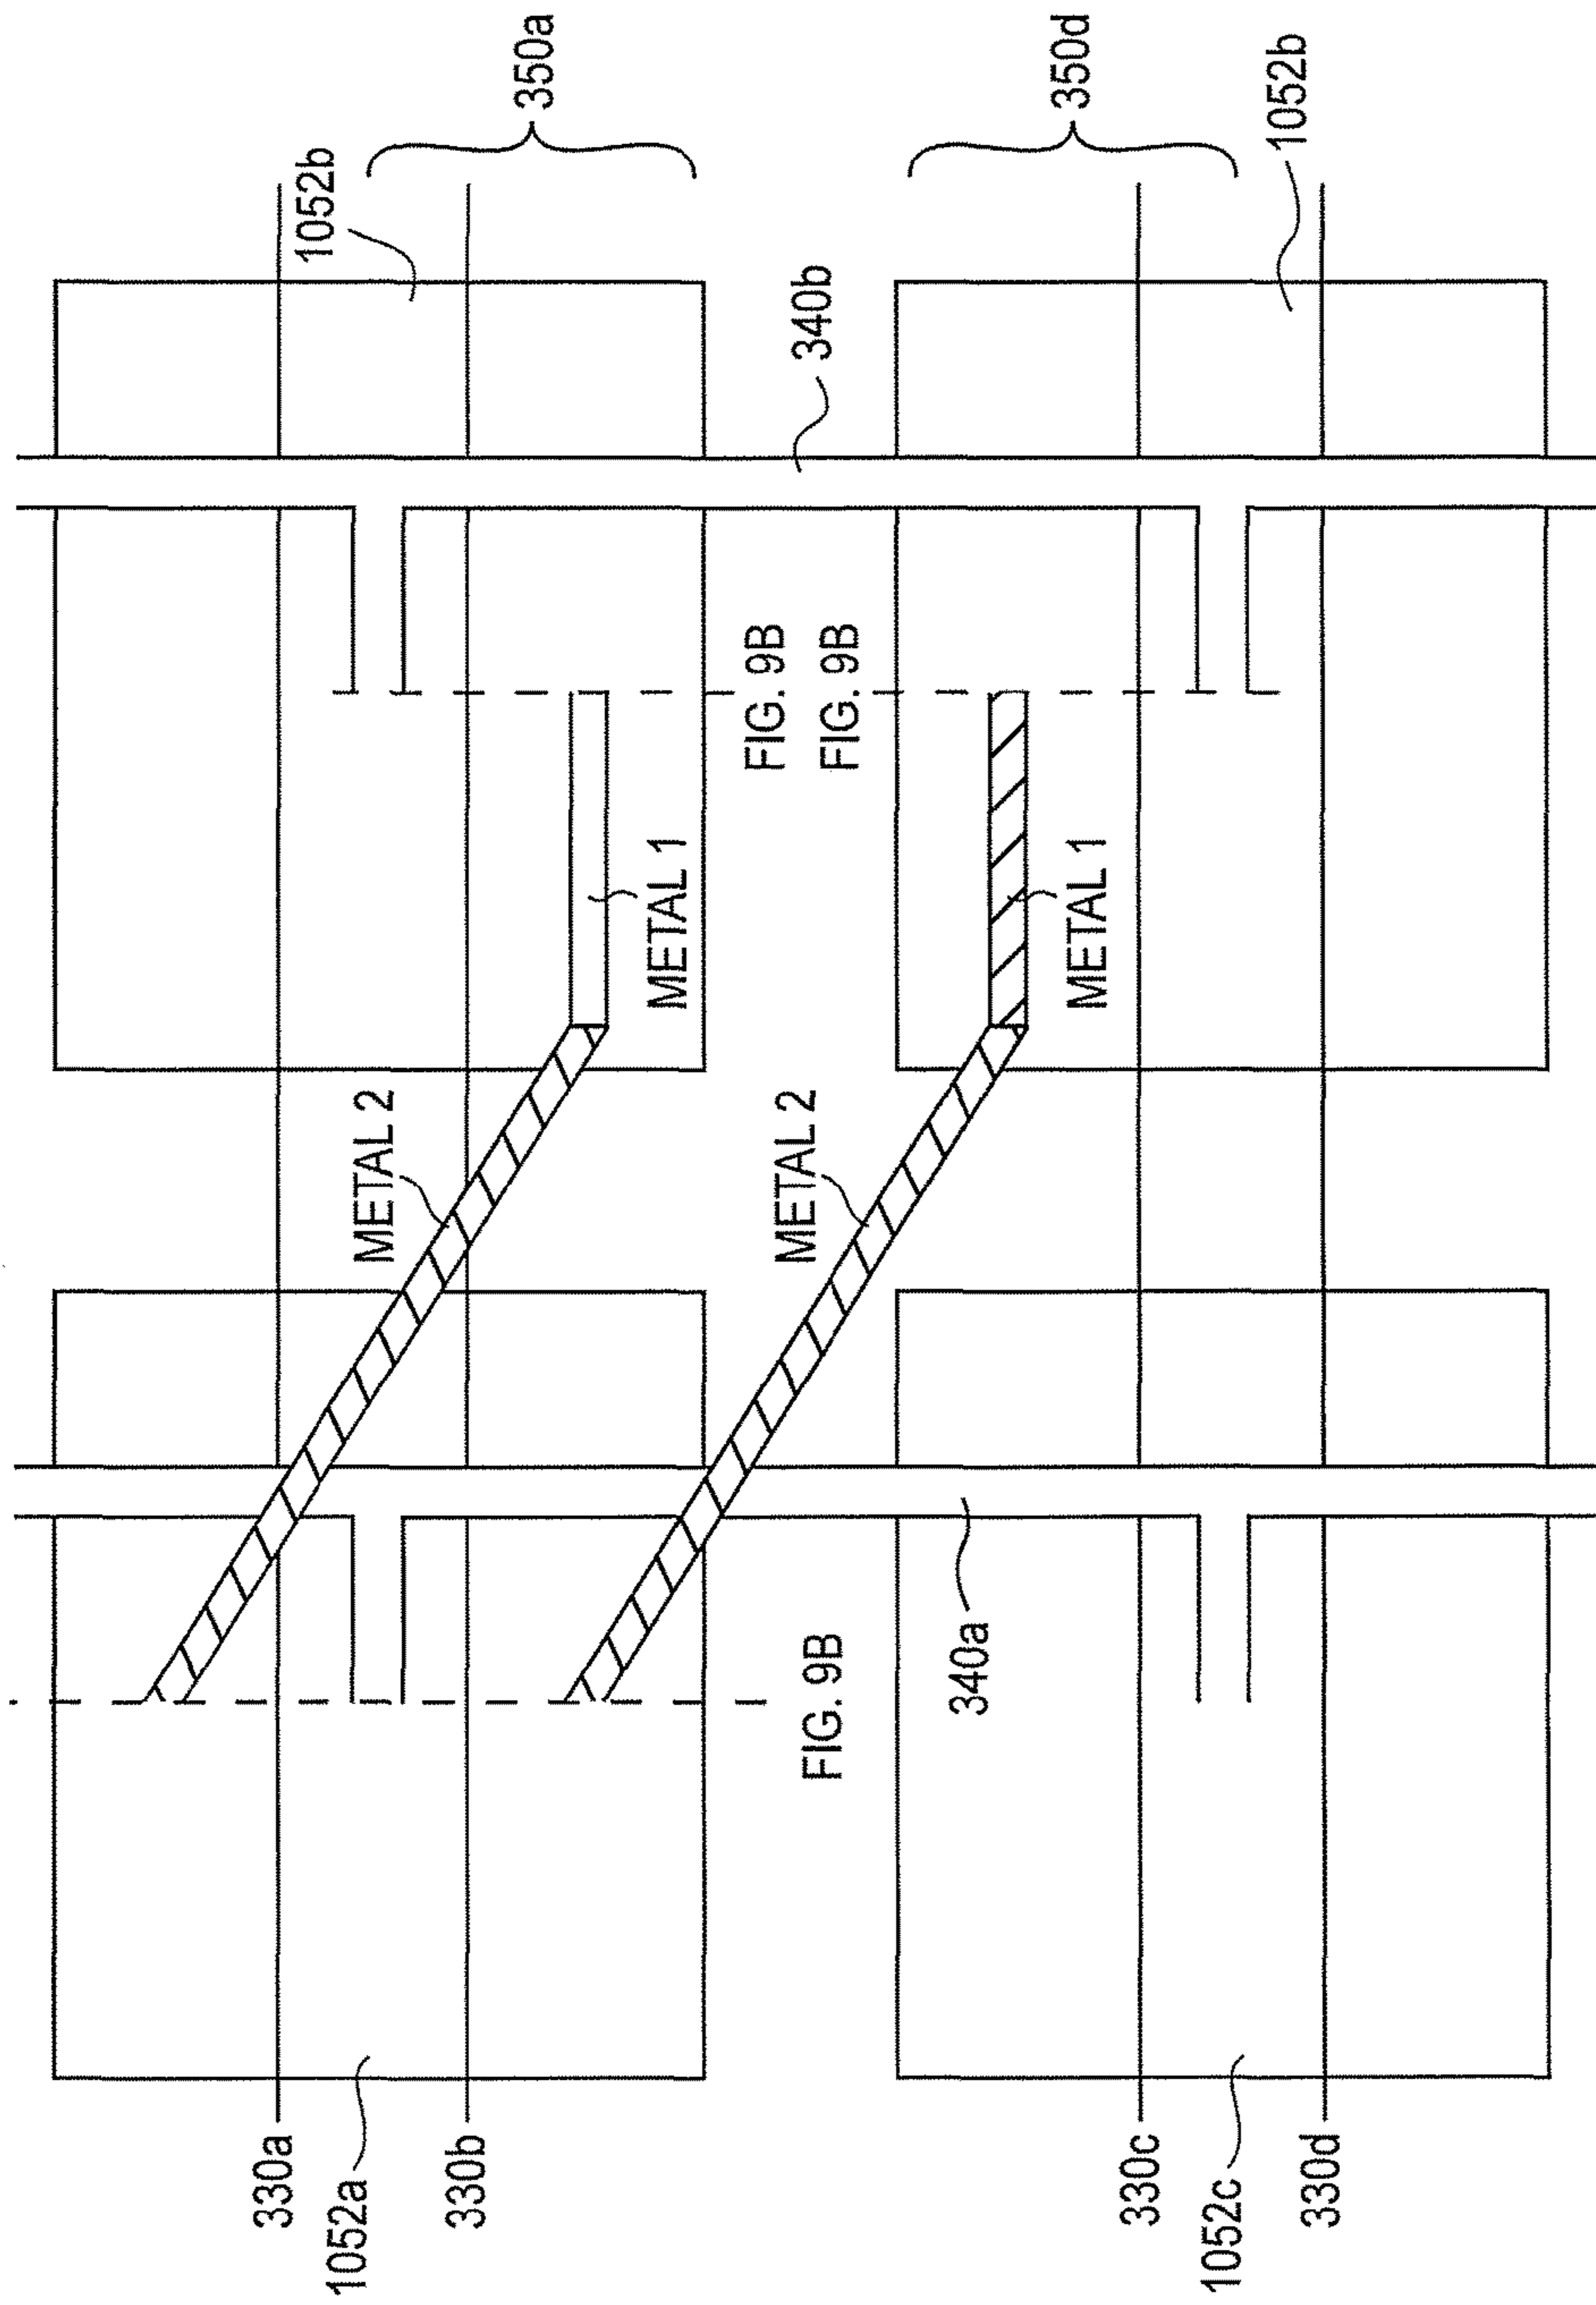 350a
350d
1052b
1052b
340b
FIG. 9B
FIG. 9B
METAL 1
METAL 1
METAL 2
METAL 2
FIG. 9B
340a
330a
1052a
330b
330c
1052c
330d